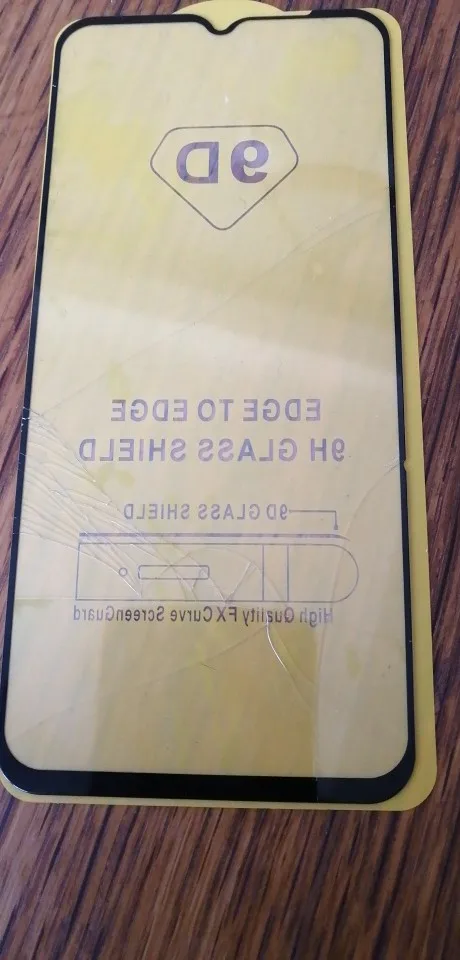 9D
EDGE TO EDGE
9H GLASS SHIELD
9D GLASS SHIELD
High Quality FX Curve ScreenGuard